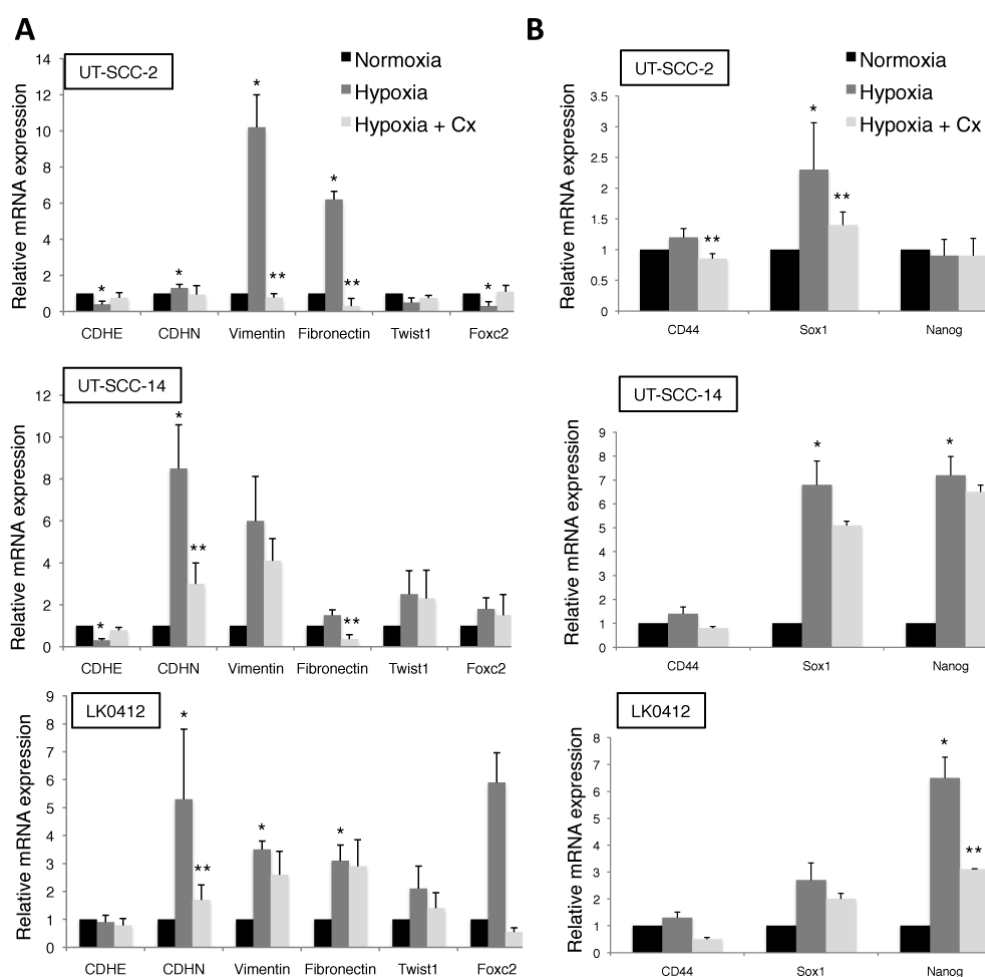 A
UT-SCC-2
Normoxia
Hypoxia
Hypoxia + Cx
Relative mRNA expression
14
12
10
8
6
4
2
0
*
*
*
*
**
**
*
CDHE CDHN Vimentin Fibronectin Twist1 Foxc2
UT-SCC-14
Relative mRNA expression
12
10
8
6
4
2
0
*
*
**
**
CDHE CDHN Vimentin Fibronectin Twist1 Foxc2
LK0412
Relative mRNA expression
9
8
7
6
5
4
3
2
1
0
*
**
*
*
CDHE CDHN Vimentin Fibronectin Twist1 Foxc2
B
UT-SCC-2
Normoxia
Hypoxia
Hypoxia + Cx
Relative mRNA expression
3.5
3
2.5
2
1.5
1
0.5
0
**
*
**
CD44 Sox1 Nanog
UT-SCC-14
Relative mRNA expression
9
8
7
6
5
4
3
2
1
0
*
*
CD44 Sox1 Nanog
LK0412
Relative mRNA expression
8
7
6
5
4
3
2
1
0
*
**
CD44 Sox1 Nanog